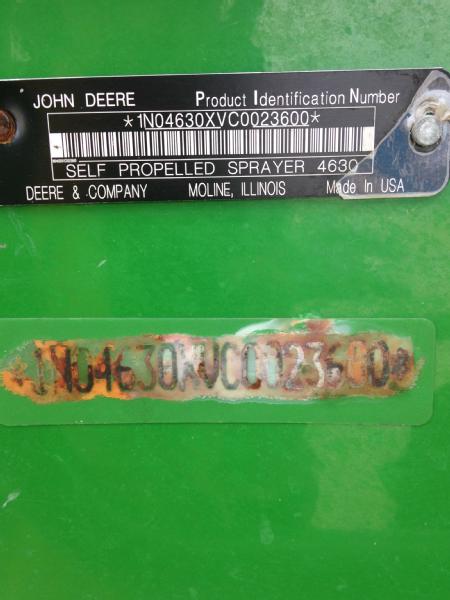 JOHN DEERE Product Identification Number
*1N04630XVC0023600*
SELF PROPELLED SPRAYER 4630
DEERE & COMPANY MOLINE, ILLINOIS Made In USA
*1N04630XVC0023600*